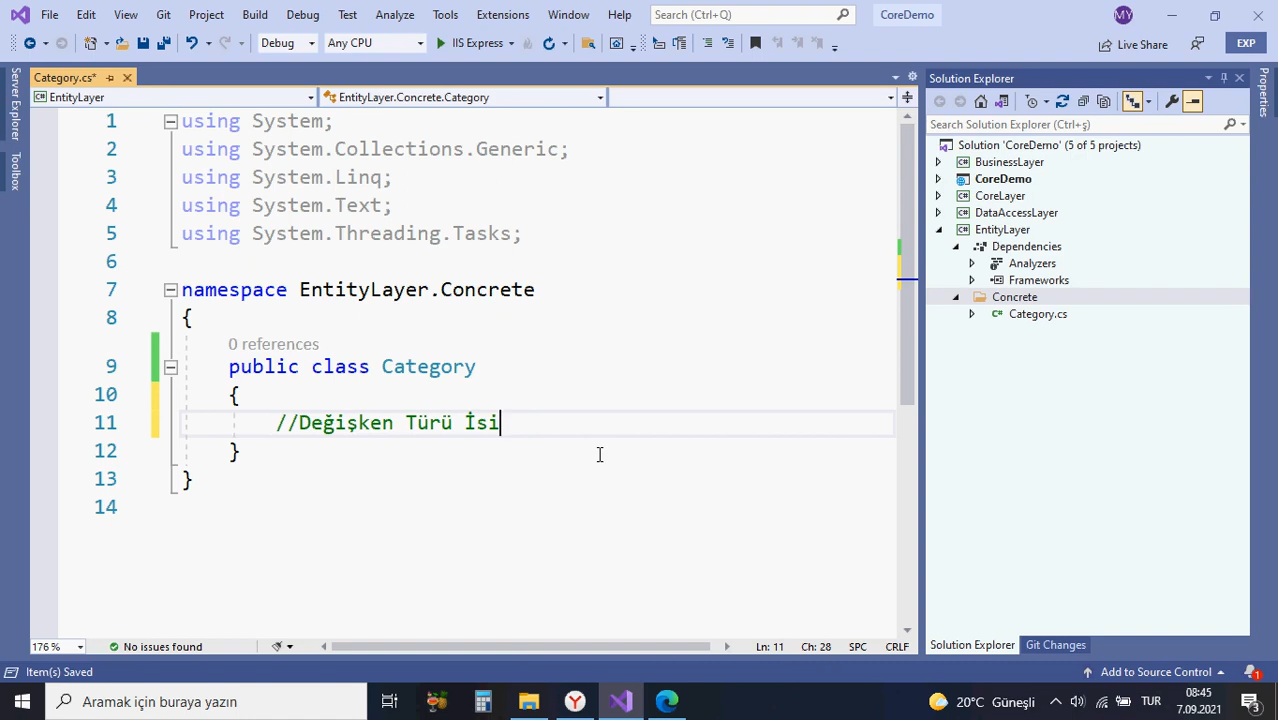 File Edit View Git Project Build Debug Test Analyze Tools Extensions Window Help Search (Ctrl+Q) CoreDemo MY
Debug Any CPU IIS Express Live Share EXP
Server Explorer
Toolbox
Category.cs*
EntityLayer EntityLayer.Concrete.Category
1 using System;
2 using System.Collections.Generic;
3 using System.Linq;
4 using System.Text;
5 using System.Threading.Tasks;
6
7 namespace EntityLayer.Concrete
8 {
0 references
9 public class Category
10 {
11 //Değişken Türü İsi
12 }
13 }
14
176 % No issues found Ln: 11 Ch: 28 SPC CRLF
Solution Explorer
Search Solution Explorer (Ctrl+ş)
Solution 'CoreDemo' (5 of 5 projects)
BusinessLayer
CoreDemo
CoreLayer
DataAccessLayer
EntityLayer
Dependencies
Analyzers
Frameworks
Concrete
C# Category.cs
Solution Explorer Git Changes
Properties
Item(s) Saved Add to Source Control 1
Aramak için buraya yazın 20°C Güneşli TUR 08:45
7.09.2021 3